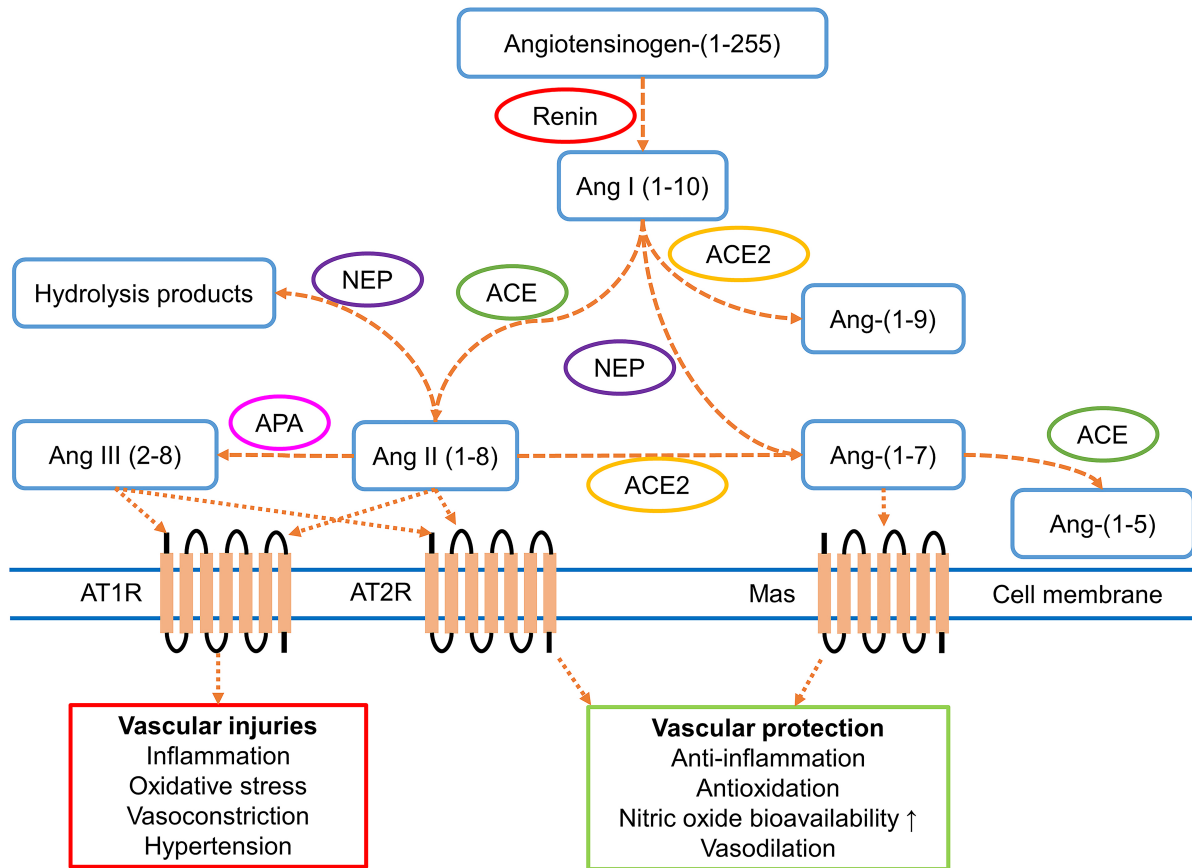 Angiotensinogen-(1-255)
Renin
Ang I (1-10)
ACE2
NEP
ACE
Hydrolysis products
Ang-(1-9)
NEP
APA
ACE
Ang III (2-8)
Ang II (1-8)
Ang-(1-7)
ACE2
Ang-(1-5)
AT1R
AT2R
Mas
Cell membrane
Vascular injuries
Inflammation
Oxidative stress
Vasoconstriction
Hypertension
Vascular protection
Anti-inflammation
Antioxidation
Nitric oxide bioavailability ↑
Vasodilation